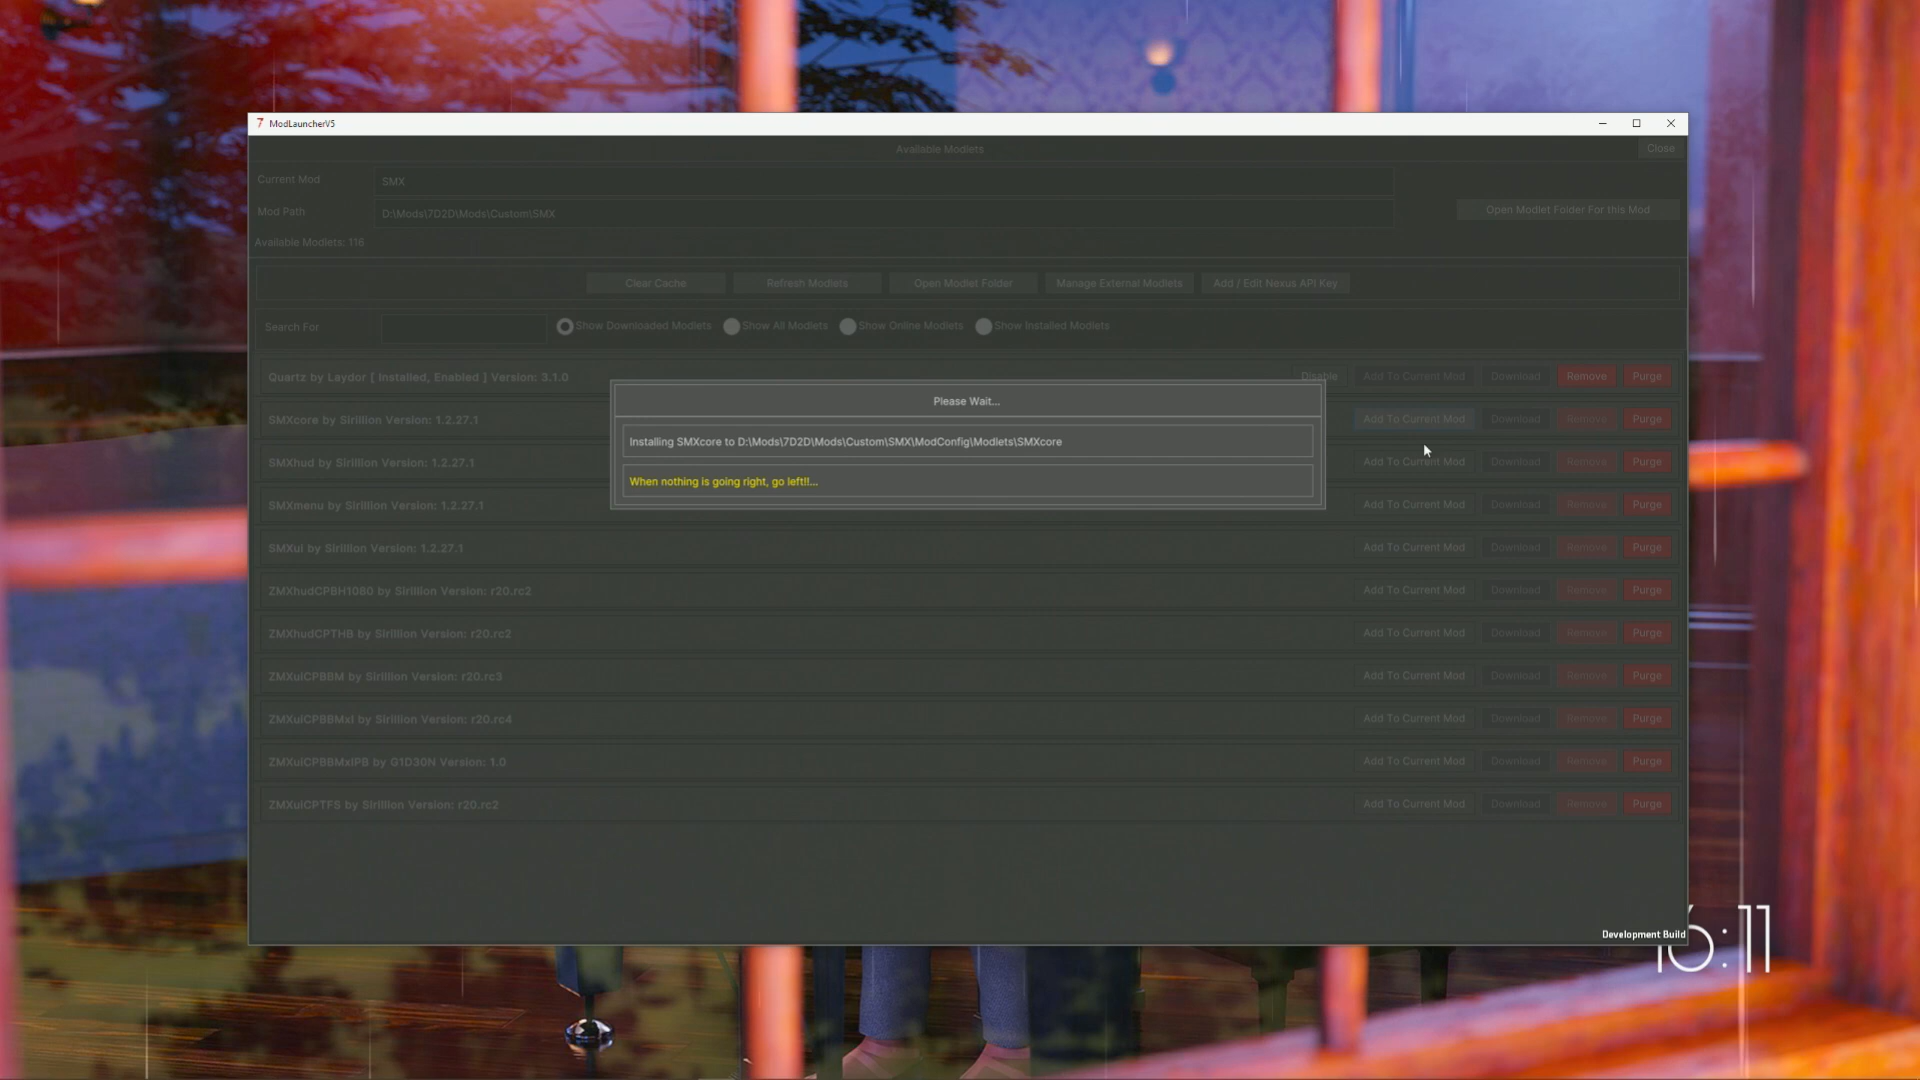 7 ModLauncherV5
Available Modlets
Close
Current Mod
SMX
Mod Path
D:\Mods\7D2D\Mods\Custom\SMX
Open Modlet Folder For this Mod
Available Modlets: 116
Clear Cache
Refresh Modlets
Open Modlet Folder
Manage External Modlets
Add / Edit Nexus API Key
Search For
Show Downloaded Modlets
Show All Modlets
Show Online Modlets
Show Installed Modlets
Quartz by Laydor [ Installed, Enabled ] Version: 3.1.0
Disable Add To Current Mod Download Remove Purge
Please Wait...
SMXcore by Sirillion Version: 1.2.27.1
Add To Current Mod Download Remove Purge
Installing SMXcore to D:\Mods\7D2D\Mods\Custom\SMX\ModConfig\Modlets\SMXcore
SMXhud by Sirillion Version: 1.2.27.1
Add To Current Mod Download Remove Purge
When nothing is going right, go left!!...
SMXmenu by Sirillion Version: 1.2.27.1
Add To Current Mod Download Remove Purge
SMXui by Sirillion Version: 1.2.27.1
Add To Current Mod Download Remove Purge
ZMXhudCPBH1080 by Sirillion Version: r20.rc2
Add To Current Mod Download Remove Purge
ZMXhudCPTHB by Sirillion Version: r20.rc2
Add To Current Mod Download Remove Purge
ZMXuiCPBBM by Sirillion Version: r20.rc3
Add To Current Mod Download Remove Purge
ZMXuiCPBBMxl by Sirillion Version: r20.rc4
Add To Current Mod Download Remove Purge
ZMXuiCPBBMxlPB by G1D30N Version: 1.0
Add To Current Mod Download Remove Purge
ZMXuiCPTFS by Sirillion Version: r20.rc2
Add To Current Mod Download Remove Purge
Development Build
16:11